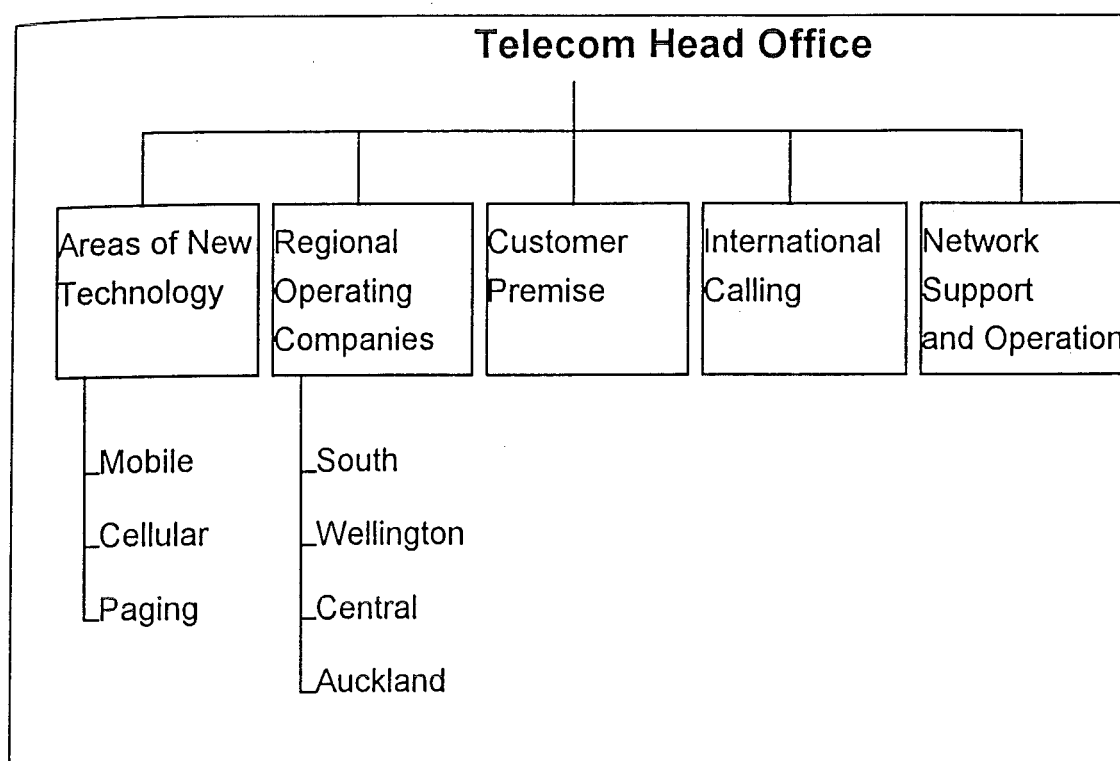 Telecom Head Office
Areas of New
Technology
Regional
Operating
Companies
Customer
Premise
International
Calling
Network
Support
and Operation
Mobile
Cellular
Paging
South
Wellington
Central
Auckland